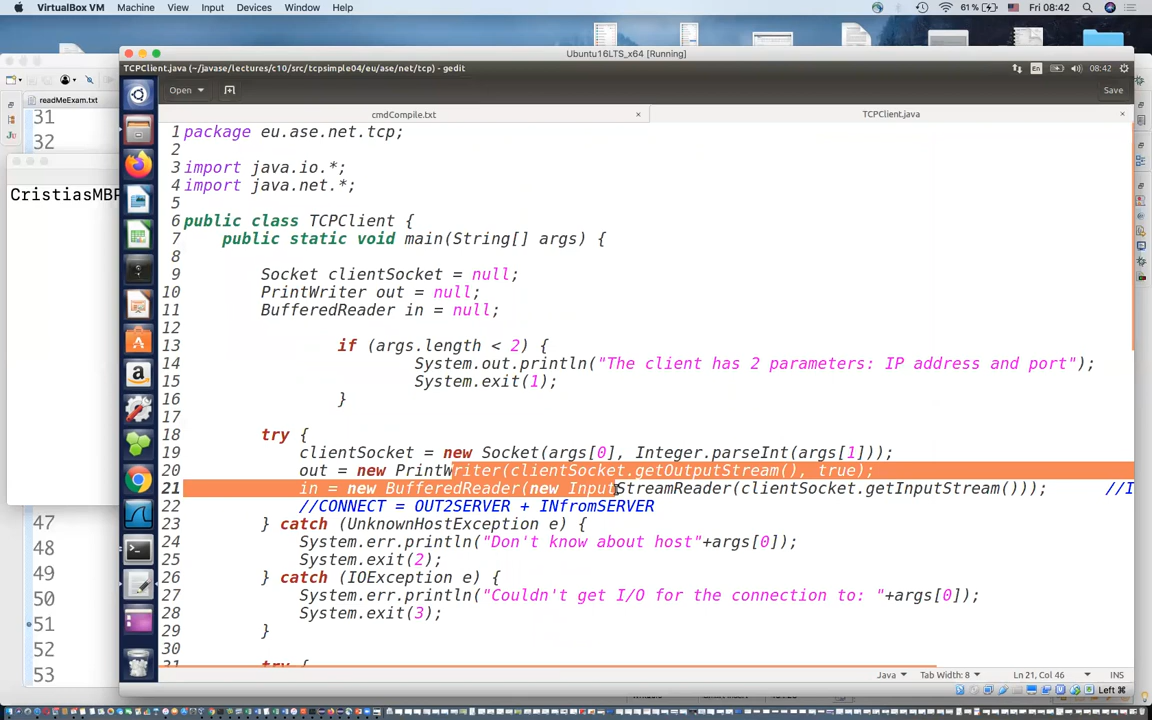 VirtualBox VM Machine View Input Devices Window Help
61% Fri 08:42
Ubuntu16LTS_x64 [Running]
TCPClient.java (~/javase/lectures/c10/src/tcpsimple04/eu/ase/net/tcp) - gedit
En 08:42
Open Save
readMeExam.txt
cmdCompile.txt × TCPClient.java ×
31
32
CristiasMBP
47
48
49
50
51
52
53
1 package eu.ase.net.tcp;
2
3 import java.io.*;
4 import java.net.*;
5
6 public class TCPClient {
7 public static void main(String[] args) {
8
9 Socket clientSocket = null;
10 PrintWriter out = null;
11 BufferedReader in = null;
12
13 if (args.length < 2) {
14 System.out.println("The client has 2 parameters: IP address and port");
15 System.exit(1);
16 }
17
18 try {
19 clientSocket = new Socket(args[0], Integer.parseInt(args[1]));
20 out = new PrintWriter(clientSocket.getOutputStream(), true);
21 in = new BufferedReader(new InputStreamReader(clientSocket.getInputStream())); //I
22 //CONNECT = OUT2SERVER + INfromSERVER
23 } catch (UnknownHostException e) {
24 System.err.println("Don't know about host"+args[0]);
25 System.exit(2);
26 } catch (IOException e) {
27 System.err.println("Couldn't get I/O for the connection to: "+args[0]);
28 System.exit(3);
29 }
30
31 try {
Java Tab Width: 8 Ln 21, Col 46 INS
Left ⌘